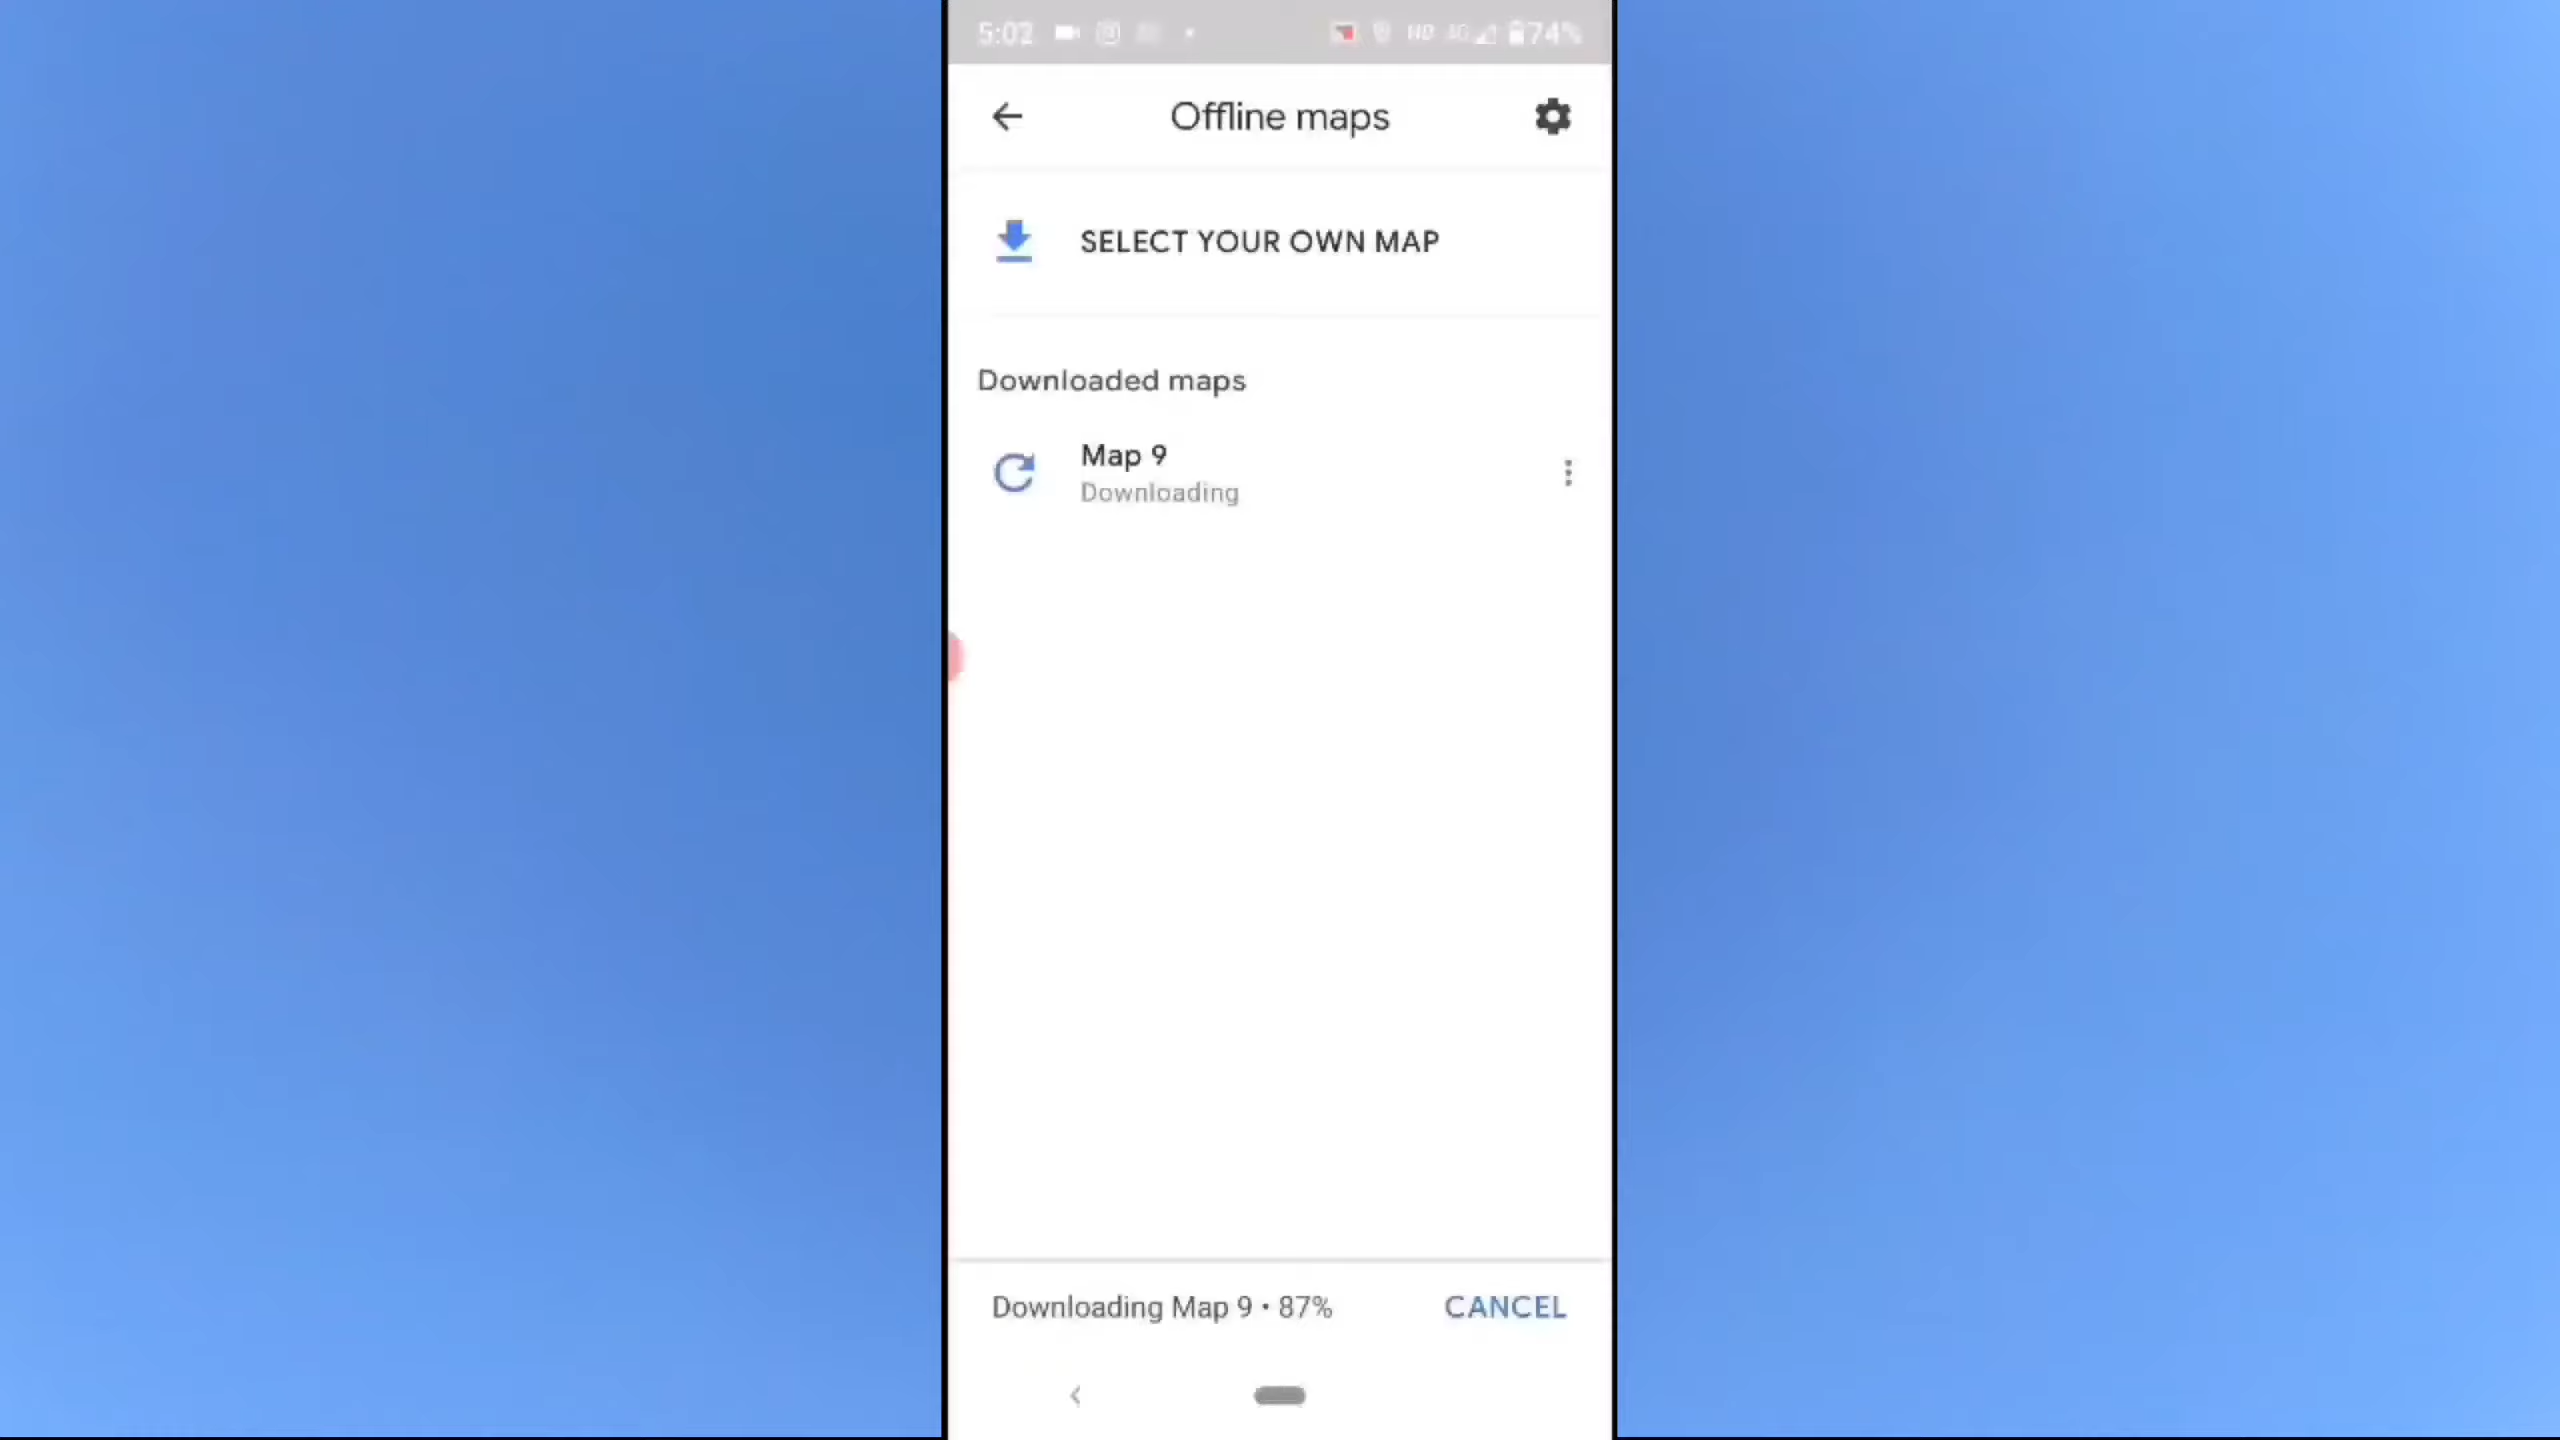 5:02 74%
Offline maps
SELECT YOUR OWN MAP
Downloaded maps
Map 9
Downloading
Downloading Map 9 • 87% CANCEL